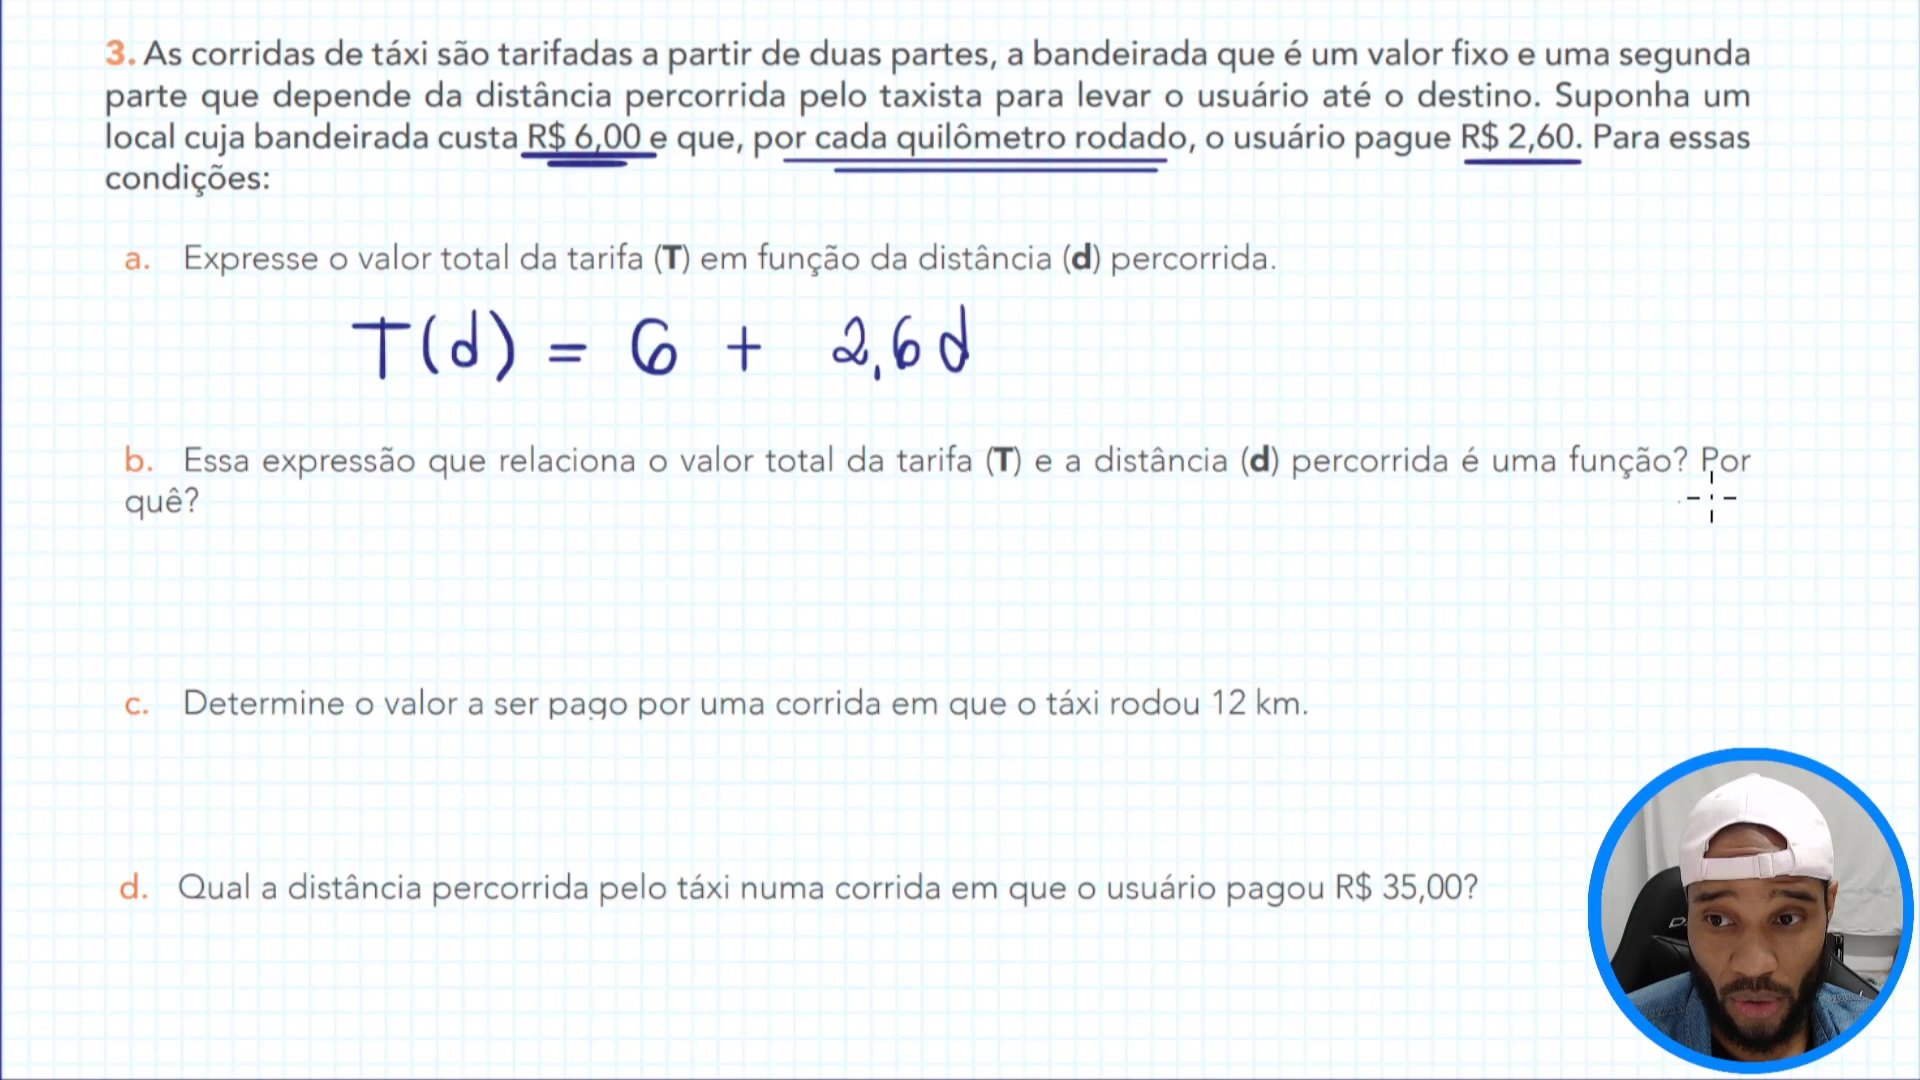 3. As corridas de táxi são tarifadas a partir de duas partes, a bandeirada que é um valor fixo e uma segunda
parte que depende da distância percorrida pelo taxista para levar o usuário até o destino. Suponha um
local cuja bandeirada custa R$ 6,00 e que, por cada quilômetro rodado, o usuário pague R$ 2,60. Para essas
condições:
a. Expresse o valor total da tarifa (T) em função da distância (d) percorrida.
T(d) = 6 + 2,6 d
b. Essa expressão que relaciona o valor total da tarifa (T) e a distância (d) percorrida é uma função? Por
quê?
c. Determine o valor a ser pago por uma corrida em que o táxi rodou 12 km.
d. Qual a distância percorrida pelo táxi numa corrida em que o usuário pagou R$ 35,00?